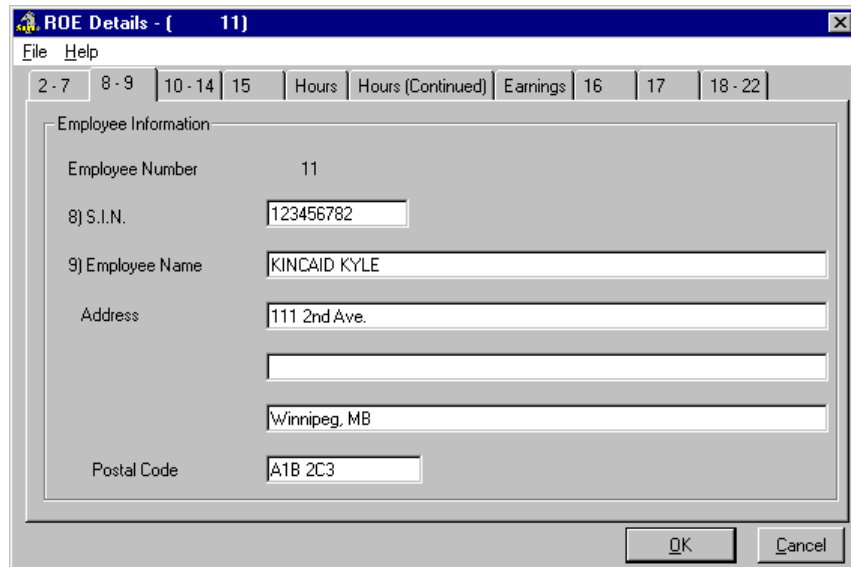 ROE Details - ( 11)
File Help
2 - 7 8 - 9 10 - 14 15 Hours Hours (Continued) Earnings 16 17 18 - 22
Employee Information
Employee Number 11
8) S.I.N. 123456782
9) Employee Name KINCAID KYLE
Address 111 2nd Ave.
Winnipeg, MB
Postal Code A1B 2C3
OK Cancel